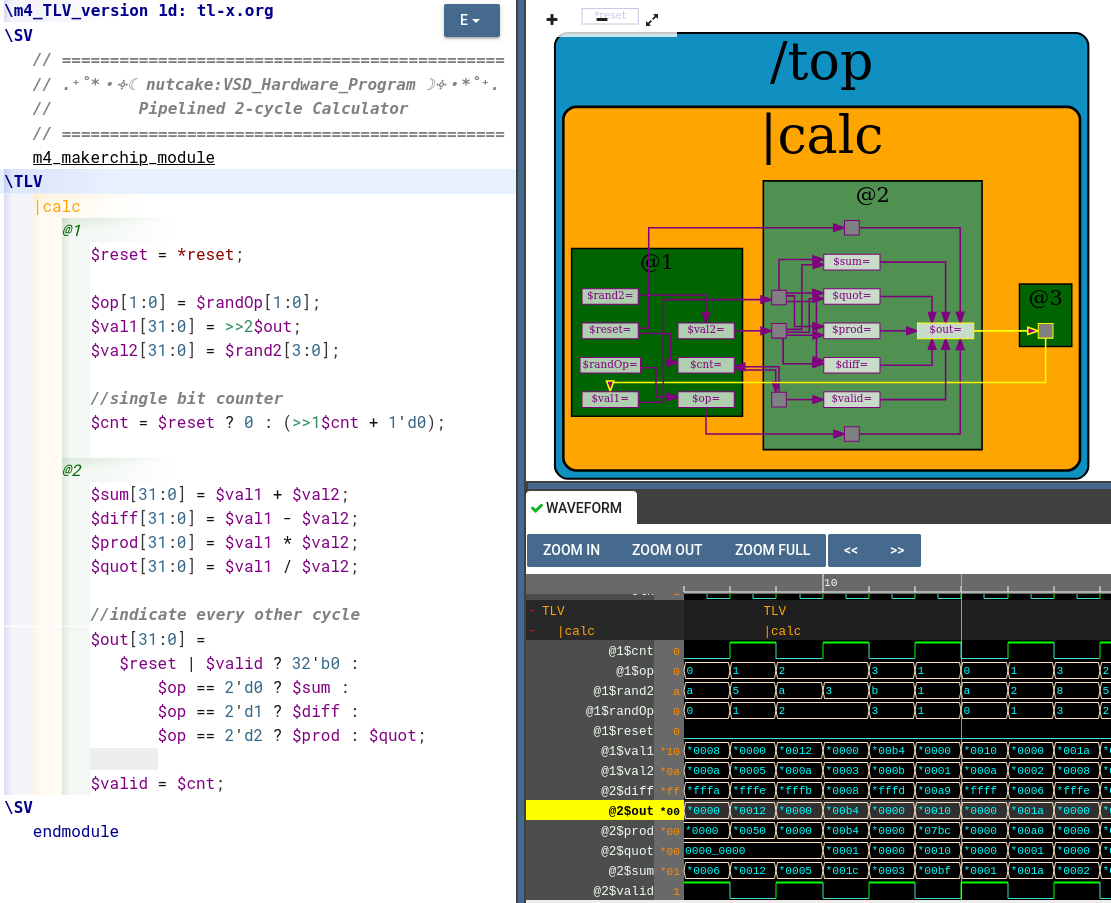 \m4_TLV_version 1d: tl-x.org
\SV
// ==============================================
// .⁺˚*・༓☾ nutcake:VSD_Hardware_Program ☽༓・*˚⁺.
// Pipelined 2-cycle Calculator
// ==============================================
m4_makerchip_module
\TLV
|calc
@1
$reset = *reset;
$op[1:0] = $randOp[1:0];
$val1[31:0] = >>2$out;
$val2[31:0] = $rand2[3:0];
//single bit counter
$cnt = $reset ? 0 : (>>1$cnt + 1'd0);
@2
$sum[31:0] = $val1 + $val2;
$diff[31:0] = $val1 - $val2;
$prod[31:0] = $val1 * $val2;
$quot[31:0] = $val1 / $val2;
//indicate every other cycle
$out[31:0] =
$reset | $valid ? 32'b0 :
$op == 2'd0 ? $sum :
$op == 2'd1 ? $diff :
$op == 2'd2 ? $prod : $quot;
$valid = $cnt;
\SV
endmodule
E
*reset
/top
|calc
@2
@1
@3
$sum=
$rand2=
$quot=
$reset=
$val2=
$prod=
$out=
$randOp=
$cnt=
$diff=
$val1=
$op=
$valid=
WAVEFORM
ZOOM IN ZOOM OUT ZOOM FULL << >>
10
- TLV TLV
- |calc |calc
@1$cnt 0
@1$op 0 0 1 2 3 1 0 1 3 2
@1$rand2 a a 5 a 3 b 1 a 2 8 5
@1$randOp 0 0 1 2 3 1 0 1 3 2
@1$reset 0
@1$val1 *10 *0008 *0000 *0012 *0000 *00b4 *0000 *0010 *0000 *001a
@1$val2 *0a *000a *0005 *000a *0003 *000b *0001 *000a *0002 *0008
@2$diff *ff *fffa *fffe *fffb *0008 *fffd *00a9 *ffff *0006 *fffe
@2$out *00 *0000 *0012 *0000 *00b4 *0000 *0010 *0000 *001a *0000
@2$prod *00 *0000 *0050 *0000 *00b4 *0000 *07bc *0000 *00a0 *0000
@2$quot *00 0000_0000 *0001 *0000 *0010 *0000 *0001 *0000
@2$sum *01 *0006 *0012 *0005 *001c *0003 *00bf *0001 *001a *0002
@2$valid 1